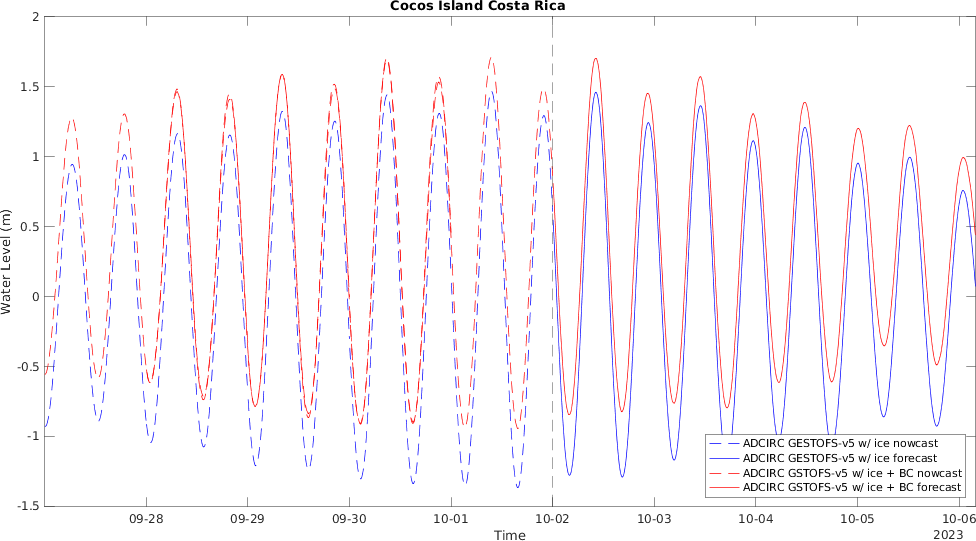 Cocos Island Costa Rica
2
1.5
1
0.5
0
-0.5
-1
-1.5
Water Level (m)
ADCIRC GESTOFS-v5 w/ ice nowcast
ADCIRC GESTOFS-v5 w/ ice forecast
ADCIRC GSTOFS-v5 w/ ice + BC nowcast
ADCIRC GSTOFS-v5 w/ ice + BC forecast
09-28 09-29 09-30 10-01 10-02 10-03 10-04 10-05 10-06
2023
Time